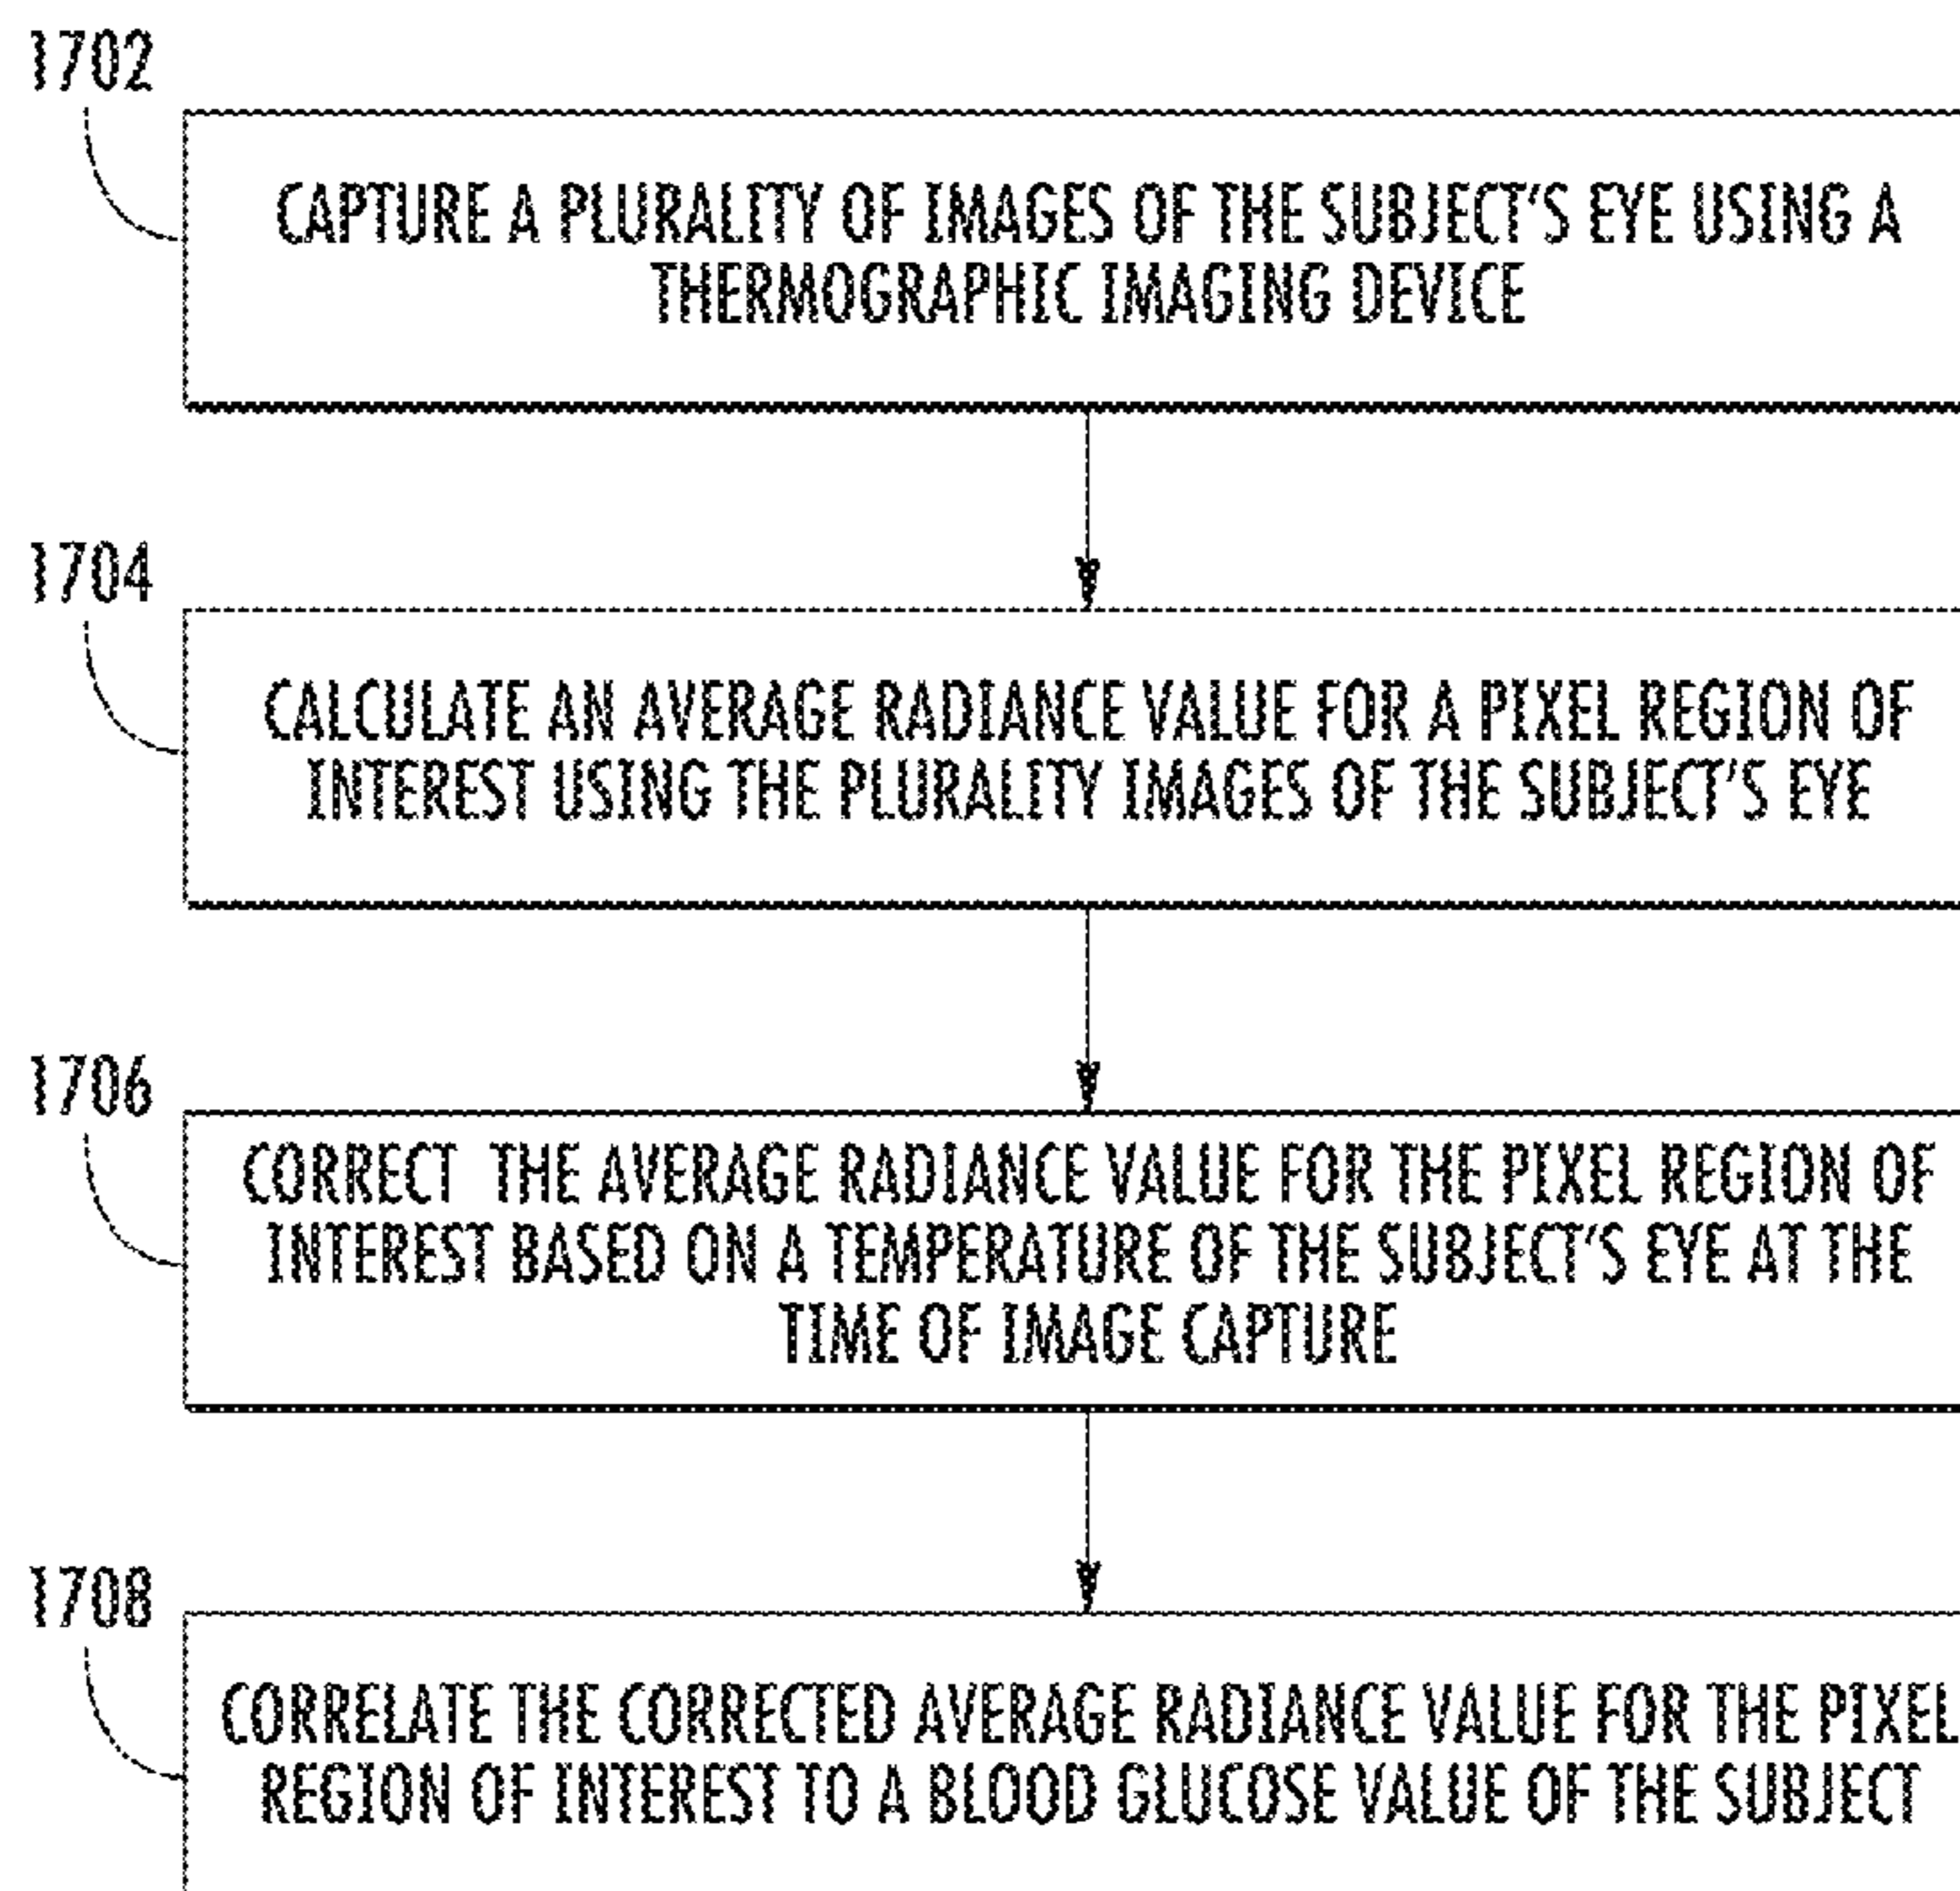 1702
CAPTURE A PLURALITY OF IMAGES OF THE SUBJECT'S EYE USING A
THERMOGRAPHIC IMAGING DEVICE
1704
CALCULATE AN AVERAGE RADIANCE VALUE FOR A PIXEL REGION OF
INTEREST USING THE PLURALITY IMAGES OF THE SUBJECT'S EYE
1706
CORRECT THE AVERAGE RADIANCE VALUE FOR THE PIXEL REGION OF
INTEREST BASED ON A TEMPERATURE OF THE SUBJECT'S EYE AT THE
TIME OF IMAGE CAPTURE
1708
CORRELATE THE CORRECTED AVERAGE RADIANCE VALUE FOR THE PIXEL
REGION OF INTEREST TO A BLOOD GLUCOSE VALUE OF THE SUBJECT